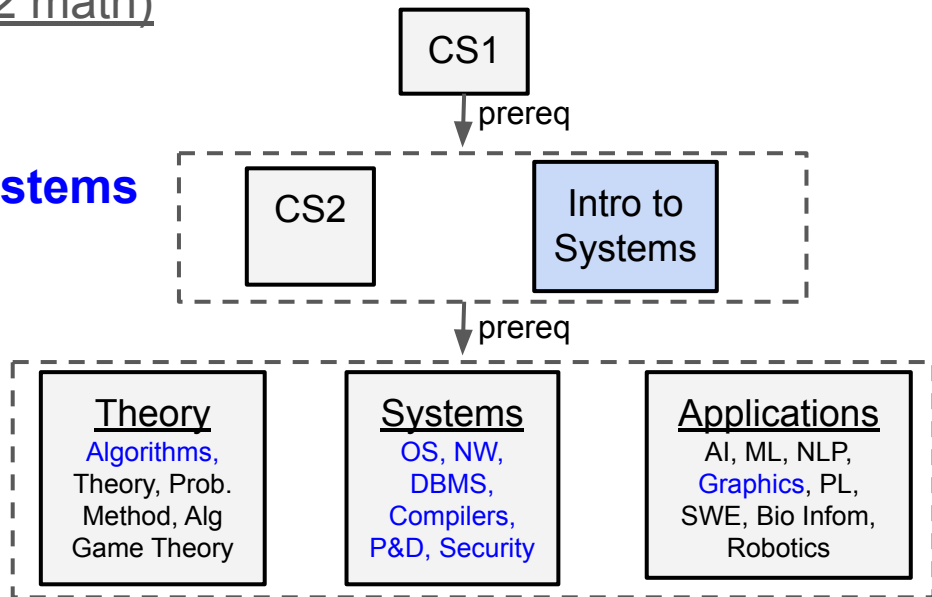 2 math)
CS1
prereq
stems
CS2
Intro to
Systems
prereq
Theory
Algorithms,
Theory, Prob.
Method, Alg
Game Theory
Systems
OS, NW,
DBMS,
Compilers,
P&D, Security
Applications
AI, ML, NLP,
Graphics, PL,
SWE, Bio Infom,
Robotics